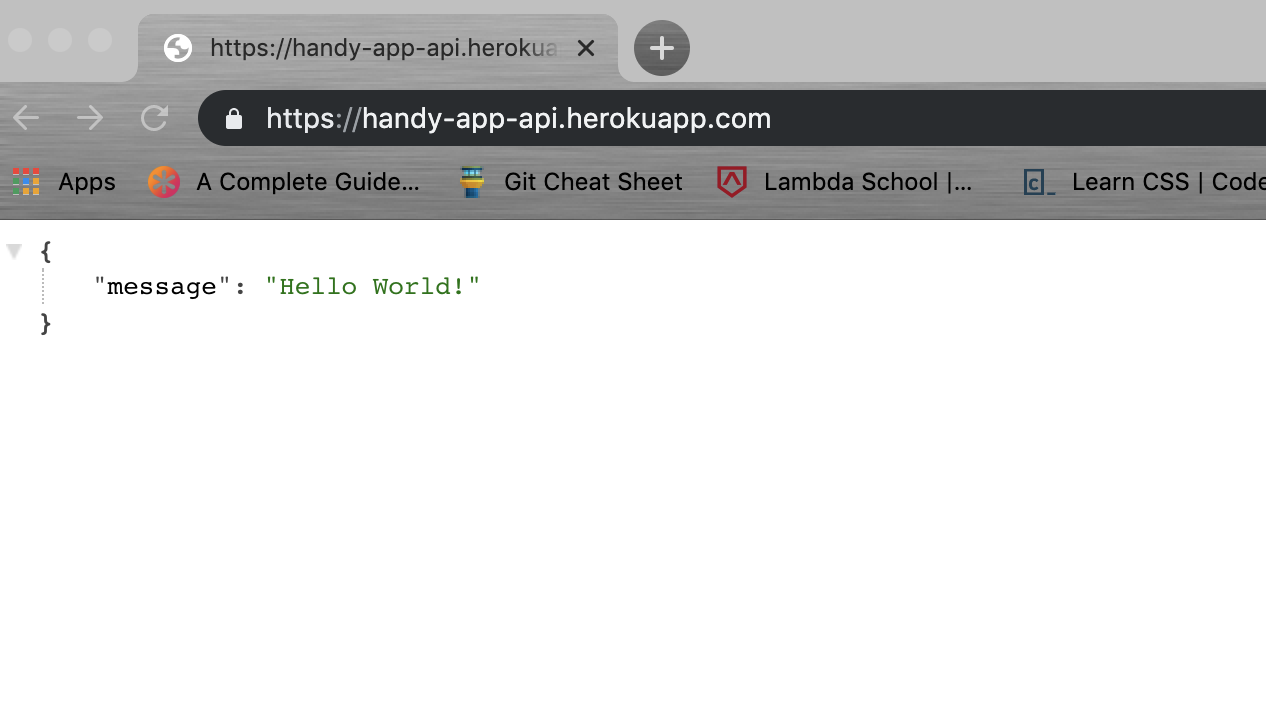 https://handy-app-api.herokua
https://handy-app-api.herokuapp.com
Apps A Complete Guide... Git Cheat Sheet Lambda School |... Learn CSS | Code
{
"message": "Hello World!"
}